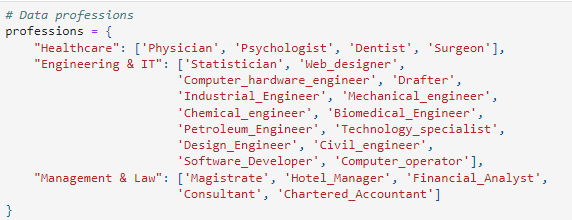 # Data professions
professions = {
    "Healthcare": ['Physician', 'Psychologist', 'Dentist', 'Surgeon'],
    "Engineering & IT": ['Statistician', 'Web_designer',
                         'Computer_hardware_engineer', 'Drafter',
                         'Industrial_Engineer', 'Mechanical_engineer',
                         'Chemical_engineer', 'Biomedical_Engineer',
                         'Petroleum_Engineer', 'Technology_specialist',
                         'Design_Engineer', 'Civil_engineer',
                         'Software_Developer', 'Computer_operator'],
    "Management & Law": ['Magistrate', 'Hotel_Manager', 'Financial_Analyst',
                         'Consultant', 'Chartered_Accountant']
}